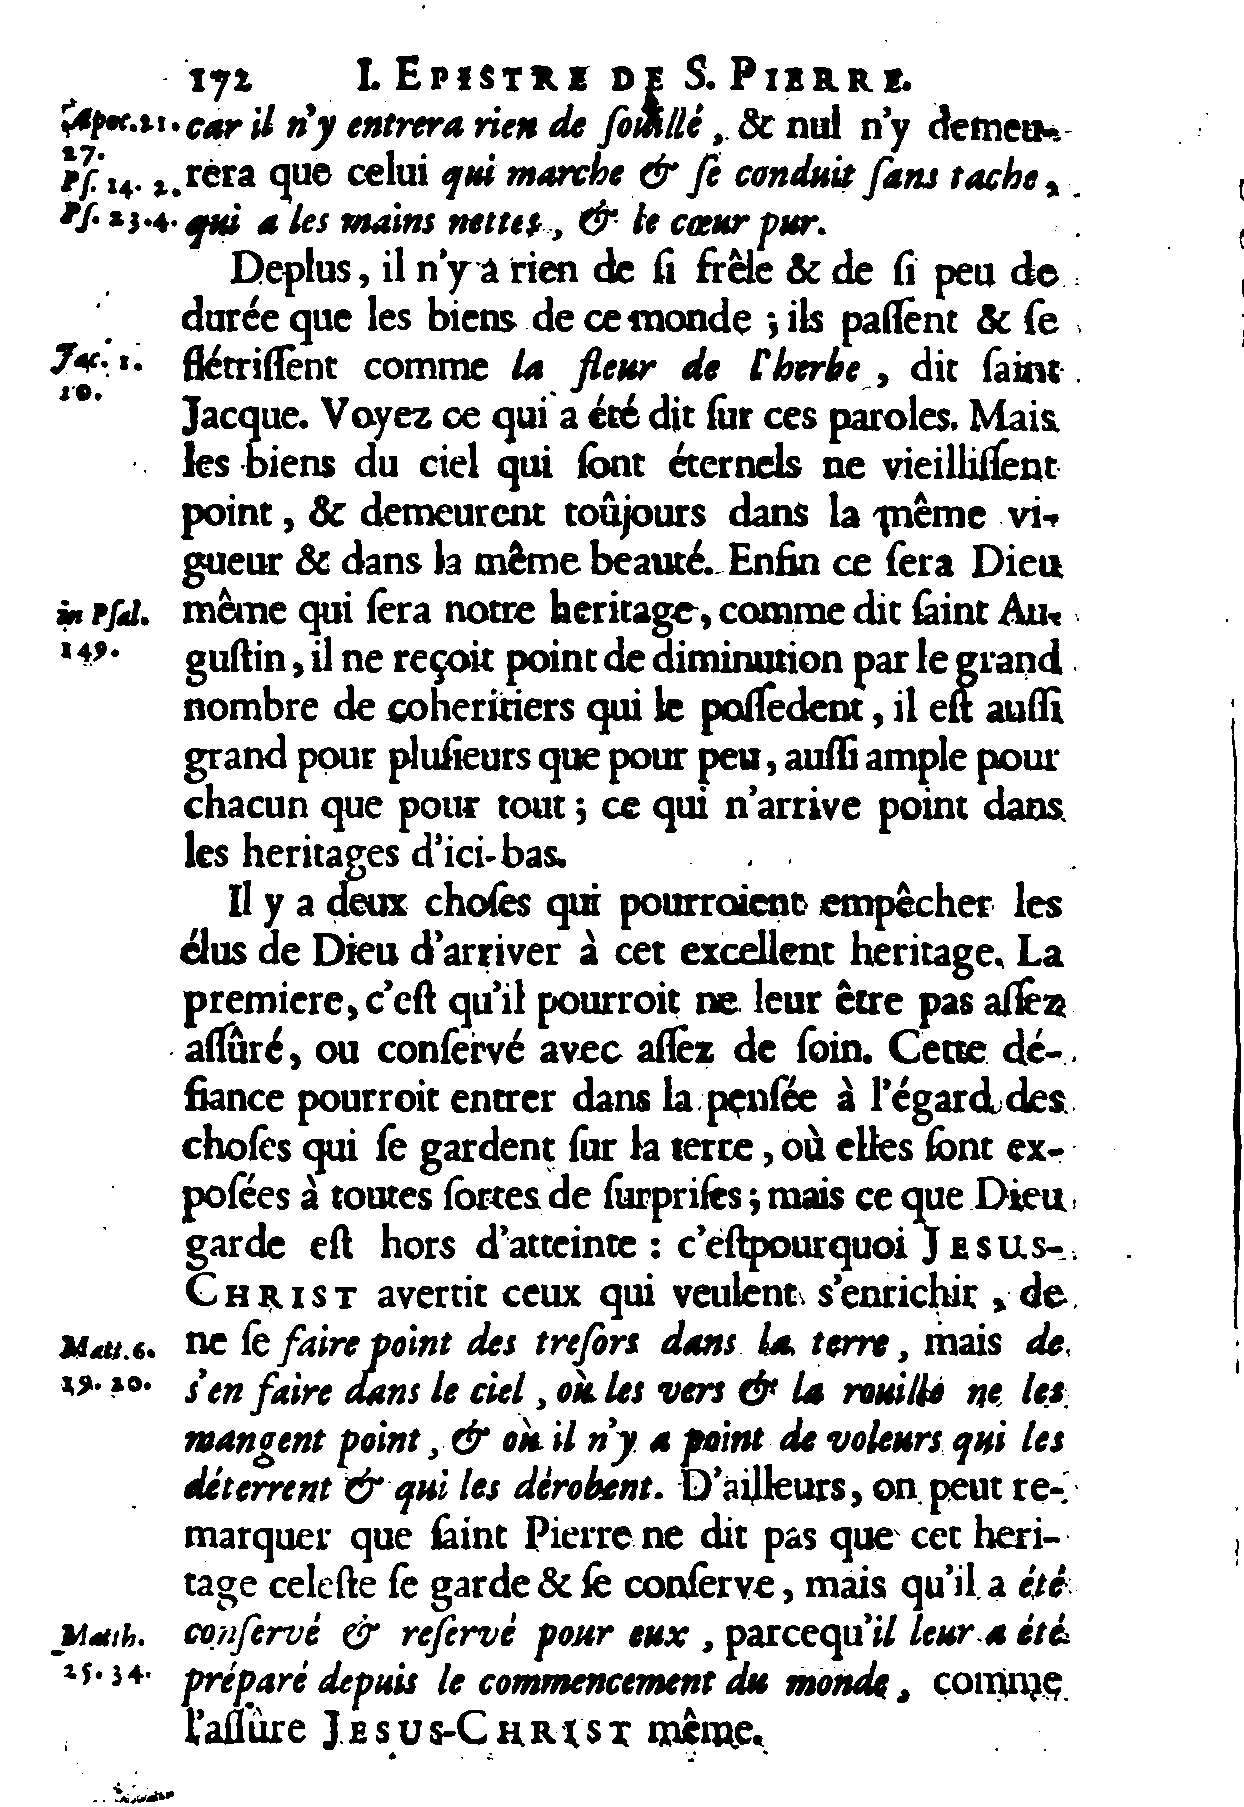 172 I. EPISTRE DE S. PIERRE.
Apoc. 21. car il n'y entrera rien de ſouillé, & nul n'y demeu-
27.
Pſ. 14. 2. rera que celui qui marche & ſe conduit ſans tache,
Pſ. 23. 4. qui a les mains nettes, & le cœur pur.
Deplus, il n'y a rien de ſi frêle & de ſi peu de
durée que les biens de ce monde ; ils paſſent & ſe
Jac. 1. flétriſſent comme la fleur de l'herbe, dit ſaint
10.
Jacque. Voyez ce qui a été dit ſur ces paroles. Mais
les biens du ciel qui ſont éternels ne vieilliſſent
point, & demeurent toûjours dans la même vi-
gueur & dans la même beauté. Enfin ce ſera Dieu
in Pſal. même qui ſera notre heritage, comme dit ſaint Au-
149. guſtin, il ne reçoit point de diminution par le grand
nombre de coheritiers qui le poſſedent, il eſt auſſi
grand pour pluſieurs que pour peu, auſſi ample pour
chacun que pour tout ; ce qui n'arrive point dans
les heritages d'ici-bas.
Il y a deux choſes qui pourroient empêcher les
élus de Dieu d'arriver à cet excellent heritage. La
premiere, c'eſt qu'il pourroit ne leur être pas aſſez
aſſûré, ou conſervé avec aſſez de ſoin. Cette dé-
fiance pourroit entrer dans la penſée à l'égard des
choſes qui ſe gardent ſur la terre, où elles ſont ex-
poſées à toutes ſortes de ſurpriſes ; mais ce que Dieu
garde eſt hors d'atteinte : c'eſtpourquoi JESUS-
CHRIST avertit ceux qui veulent s'enrichir, de
Matt. 6. ne ſe faire point des treſors dans la terre, mais de
19. 20. s'en faire dans le ciel, où les vers & la rouille ne les
mangent point, & où il n'y a point de voleurs qui les
déterrent & qui les dérobent. D'ailleurs, on peut re-
marquer que ſaint Pierre ne dit pas que cet heri-
tage celeſte ſe garde & ſe conſerve, mais qu'il a été
Matth. conſervé & reſervé pour eux, parcequ'il leur a été
25. 34. préparé depuis le commencement du monde, comme
l'aſſûre JESUS-CHRIST même.